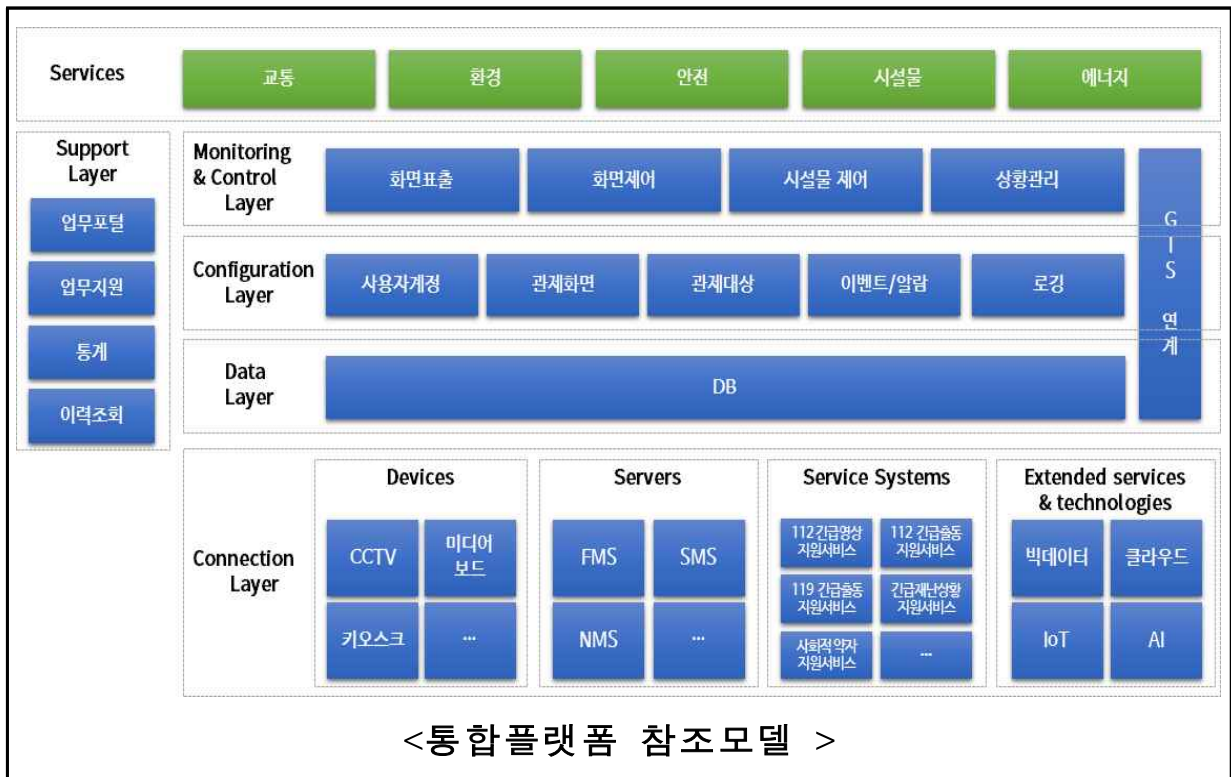 Services
교통
환경
안전
시설물
에너지
Support
Layer
업무포털
업무지원
통계
이력조회
Monitoring
& Control
Layer
화면표출
화면제어
시설물 제어
상황관리
Configuration
Layer
사용자계정
관제화면
관제대상
이벤트/알람
로깅
Data
Layer
DB
G
I
S
연
계
Connection
Layer
Devices
CCTV
미디어
보드
키오스크
...
Servers
FMS
SMS
NMS
...
Service Systems
112 긴급영상
지원서비스
112 긴급출동
지원서비스
119 긴급출동
지원서비스
긴급재난상황
지원서비스
사회적약자
지원서비스
...
Extended services
& technologies
빅데이터
클라우드
IoT
AI
<통합플랫폼 참조모델 >